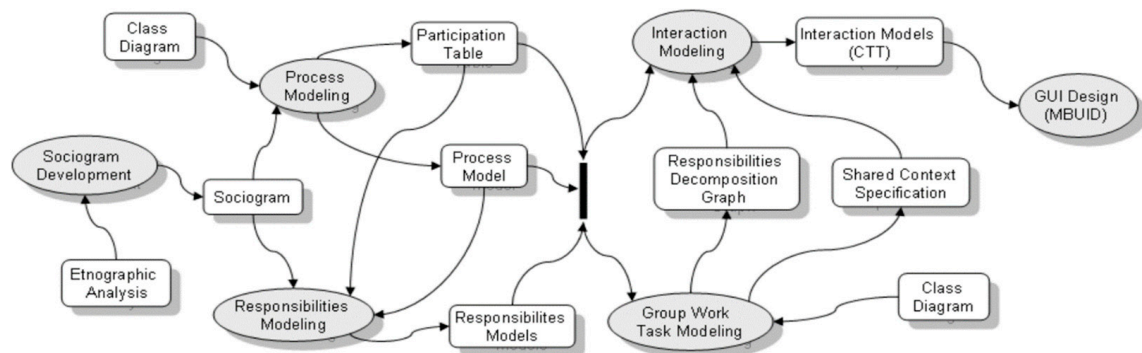 Class
Diagram
Process
Modeling
Participation
Table
Interaction
Modeling
Interaction Models
(CTT)
GUI Design
(MBUID)
Sociogram
Development
Sociogram
Process
Model
Responsibilities
Decomposition
Graph
Shared Context
Specification
Etnographic
Analysis
Responsibilities
Modeling
Responsibilites
Models
Group Work
Task Modeling
Class
Diagram